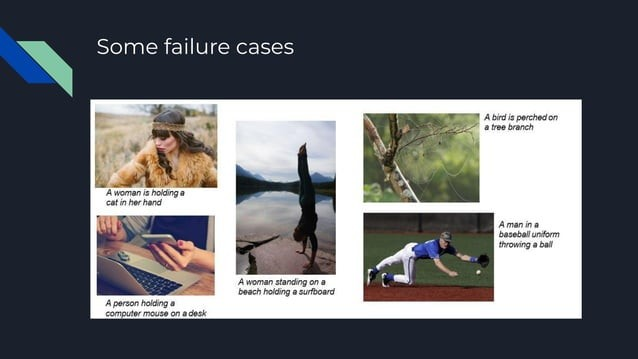 Some failure cases
A woman is holding a
cat in her hand
A person holding a
computer mouse on a desk
A woman standing on a
beach holding a surfboard
A bird is perched on
a tree branch
A man in a
baseball uniform
throwing a ball